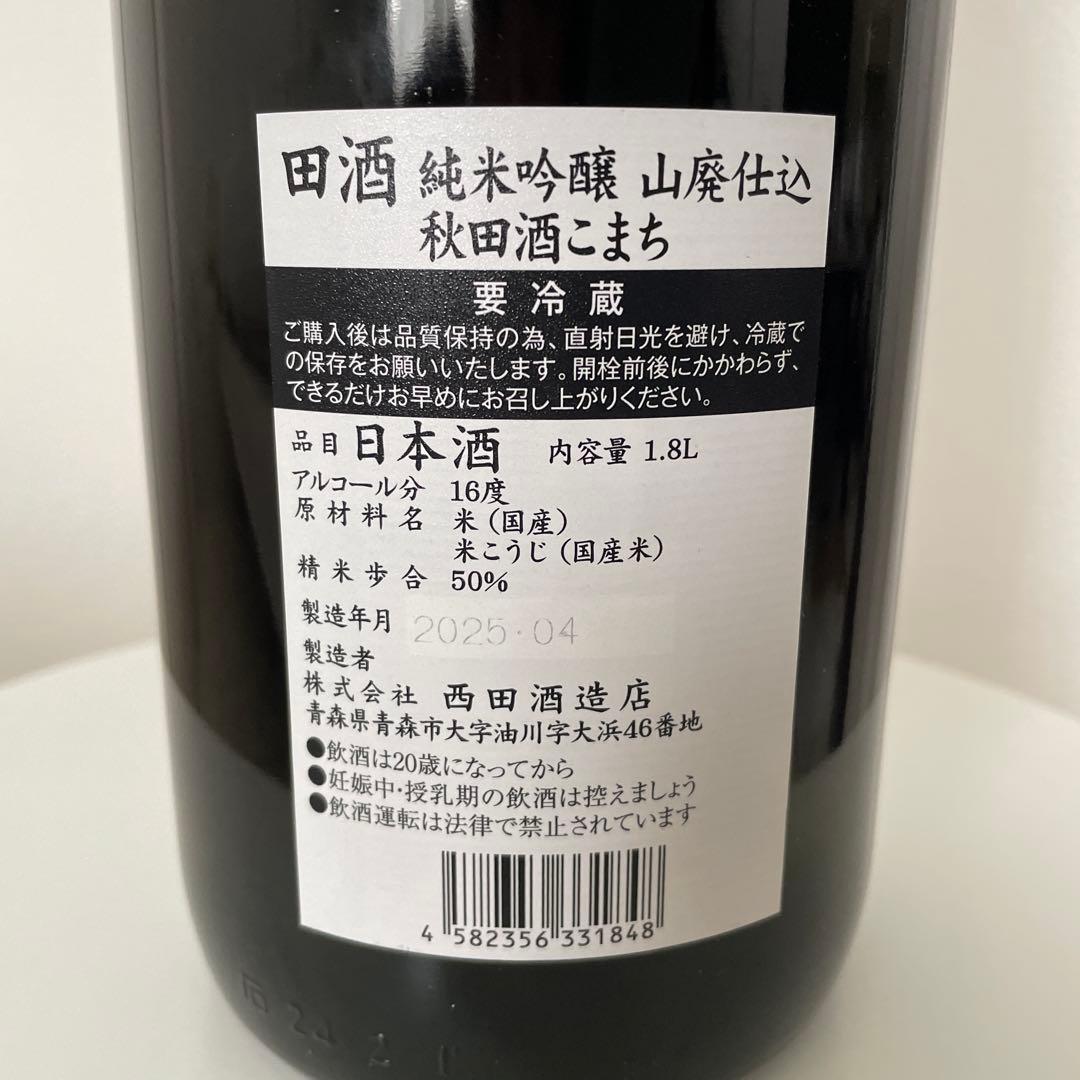 田酒 純米吟醸 山廃仕込
秋田酒こまち
要冷蔵
ご購入後は品質保持の為、直射日光を避け、冷蔵で
の保存をお願いいたします。開栓前後にかかわらず、
できるだけお早めにお召し上がりください。
品目 日本酒 内容量 1.8L
アルコール分 16度
原材料名 米(国産)
米こうじ(国産米)
精米歩合 50%
製造年月 2025・04
製造者
株式会社 西田酒造店
青森県青森市大字油川字大浜46番地
●飲酒は20歳になってから
●妊娠中・授乳期の飲酒は控えましょう
●飲酒運転は法律で禁止されています
4 582356 331848
24 2